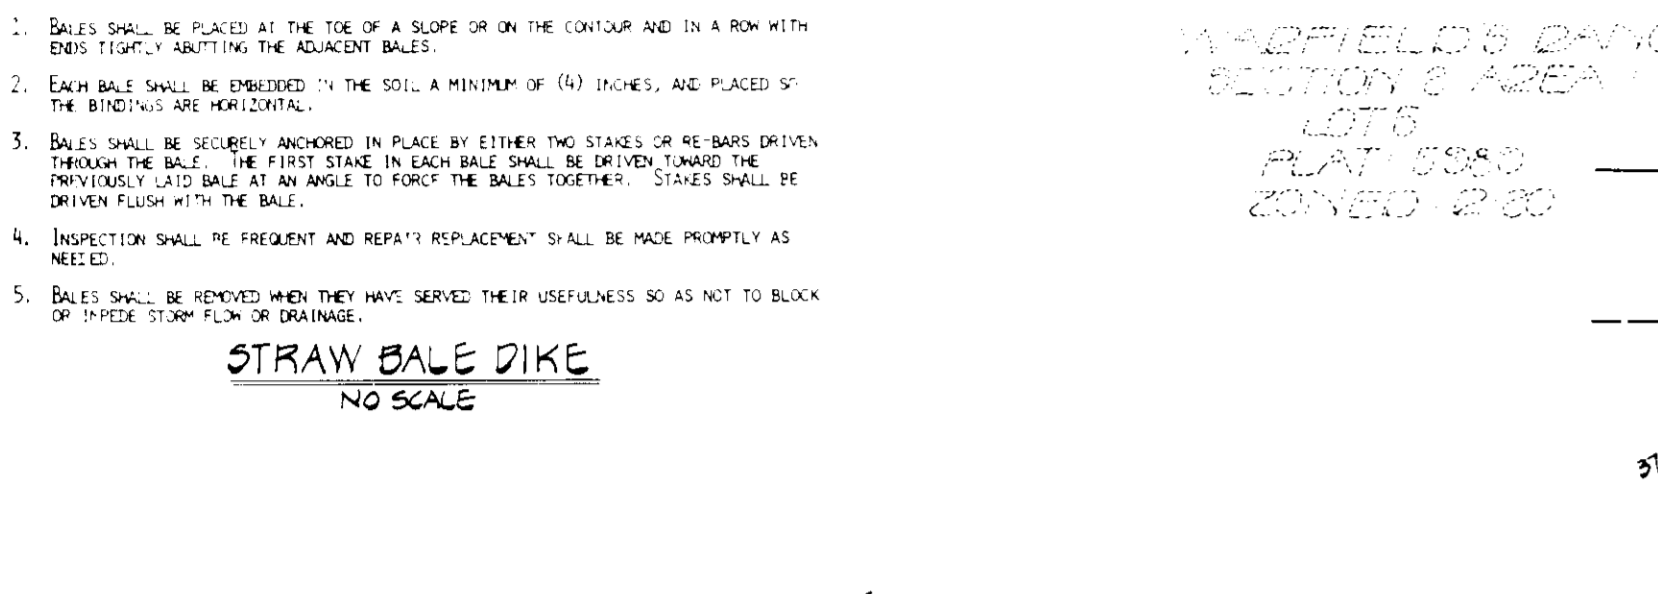 1. BALES SHALL BE PLACED AT THE TOE OF A SLOPE OR ON THE CONTOUR AND IN A ROW WITH
ENDS TIGHTLY ABUTTING THE ADJACENT BALES.
2. EACH BALE SHALL BE EMBEDDED IN THE SOIL A MINIMUM OF (4) INCHES, AND PLACED SO
THE BINDINGS ARE HORIZONTAL.
3. BALES SHALL BE SECURELY ANCHORED IN PLACE BY EITHER TWO STAKES OR RE-BARS DRIVEN
THROUGH THE BALE. THE FIRST STAKE IN EACH BALE SHALL BE DRIVEN TOWARD THE
PREVIOUSLY LAID BALE AT AN ANGLE TO FORCE THE BALES TOGETHER. STAKES SHALL BE
DRIVEN FLUSH WITH THE BALE.
4. INSPECTION SHALL BE FREQUENT AND REPAIR REPLACEMENT SHALL BE MADE PROMPTLY AS
NEEDED.
5. BALES SHALL BE REMOVED WHEN THEY HAVE SERVED THEIR USEFULNESS SO AS NOT TO BLOCK
OR IMPEDE STORM FLOW OR DRAINAGE.
STRAW BALE DIKE
NO SCALE
WARFIELD'S
SECTION AREA
LOT 6
PLAT
ZONED
37